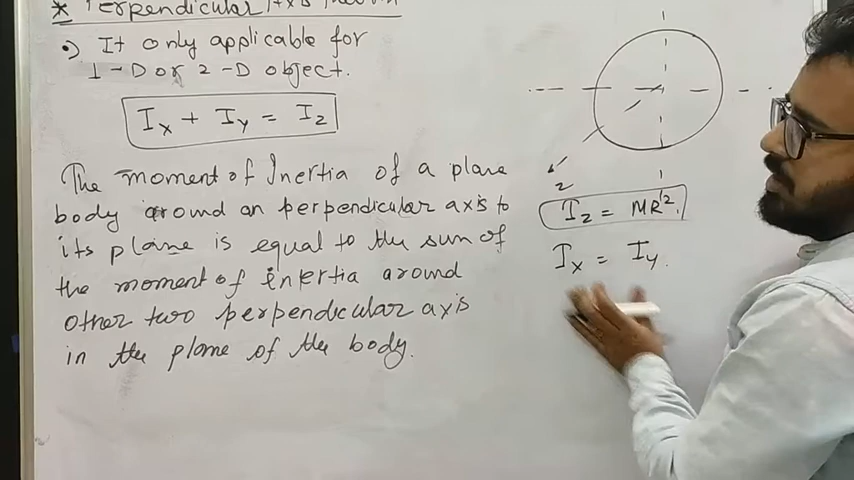 * Perpendicular Axis Theorem
•) It only applicable for
1-D or 2-D object.
Ix + Iy = Iz
The moment of Inertia of a plane
body around an perpendicular axis to
its plane is equal to the sum of
the moment of inertia around
other two perpendicular axis
in the plane of the body.
z
Iz = MR².
Ix = Iy.